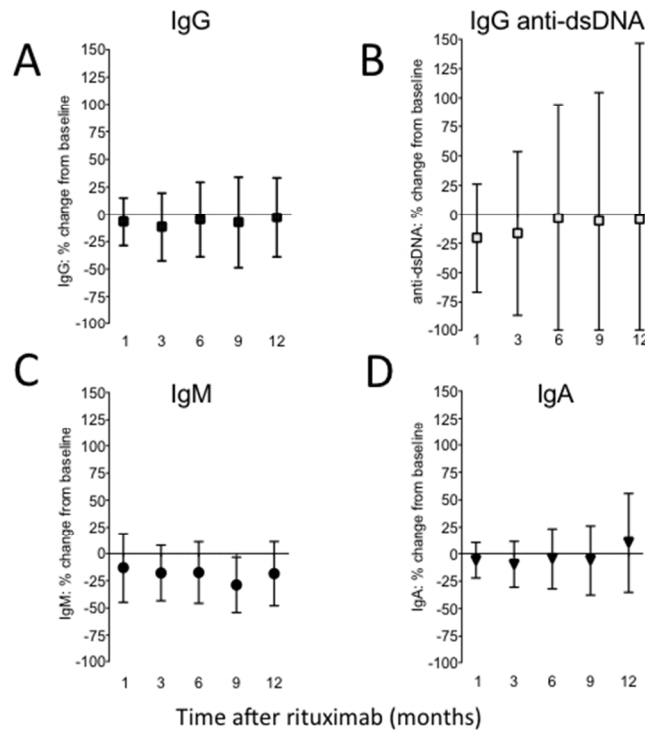 IgG
A
IgG: % change from baseline
150
125
100
75
50
25
0
-25
-50
-75
-100
1 3 6 9 12
IgG anti-dsDNA
B
anti-dsDNA: % change from baseline
150
125
100
75
50
25
0
-25
-50
-75
-100
1 3 6 9 12
C
IgM
IgM: % change from baseline
150
125
100
75
50
25
0
-25
-50
-75
-100
1 3 6 9 12
D
IgA
IgA: % change from baseline
150
125
100
75
50
25
0
-25
-50
-75
-100
1 3 6 9 12
Time after rituximab (months)